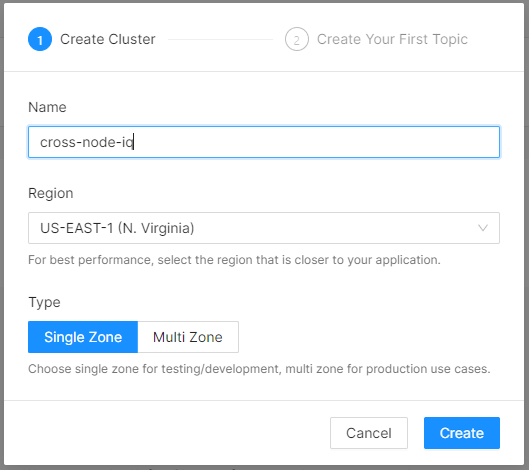 1 Create Cluster 2 Create Your First Topic
Name
cross-node-iq
Region
US-EAST-1 (N. Virginia)
For best performance, select the region that is closer to your application.
Type
Single Zone Multi Zone
Choose single zone for testing/development, multi zone for production use cases.
Cancel Create